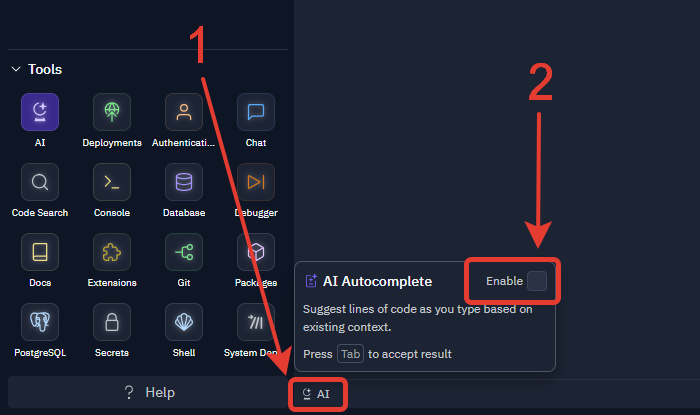 1
2
Tools
AI Deployments Authenticati... Chat
Code Search Console Database Debugger
Docs Extensions Git Packages
PostgreSQL Secrets Shell System Dep...
AI Autocomplete Enable
Suggest lines of code as you type based on
existing context.
Press Tab to accept result
? Help
AI